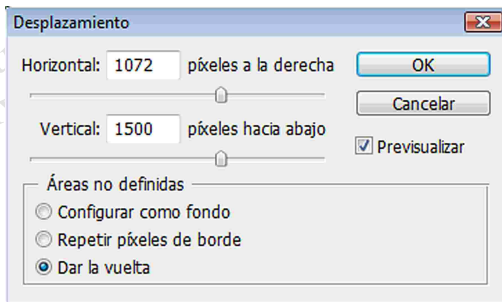 Desplazamiento
Horizontal: 1072 píxeles a la derecha
OK
Cancelar
Vertical: 1500 píxeles hacia abajo
Previsualizar
Áreas no definidas
Configurar como fondo
Repetir píxeles de borde
Dar la vuelta